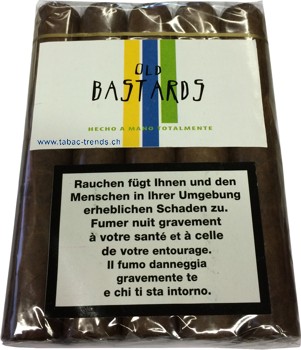 OLD
BASTARDS
HECHO A MANO TOTALMENTE
www.tabac-trends.ch
Rauchen fügt Ihnen und den
Menschen in Ihrer Umgebung
erheblichen Schaden zu.
Fumer nuit gravement
à votre santé et à celle
de votre entourage.
Il fumo danneggia
gravemente te
e chi ti sta intorno.